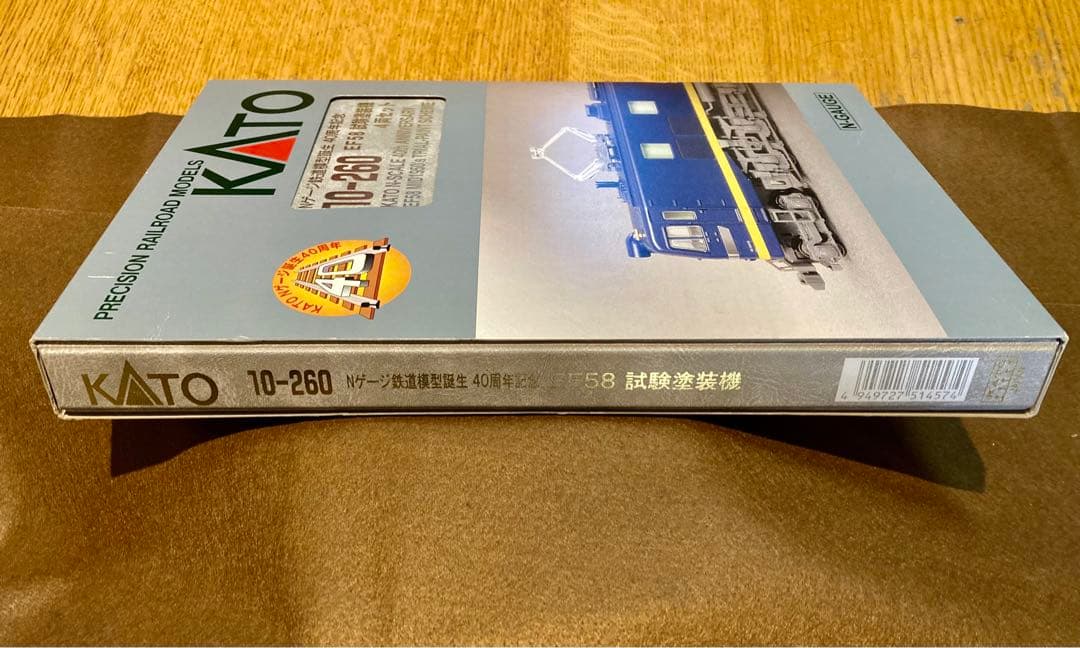 PRECISION RAILROAD MODELS
KATO
Nゲージ鉄道模型誕生 40周年記念
10-260 EF58 試験塗装機
4両セット
KATO N-SCALE 40th ANNIVERSARY
KATO Nゲージ誕生40周年
40
N-GAUGE
KATO 10-260 Nゲージ鉄道模型誕生 40周年記念 EF58 試験塗装機
4 949727 514574